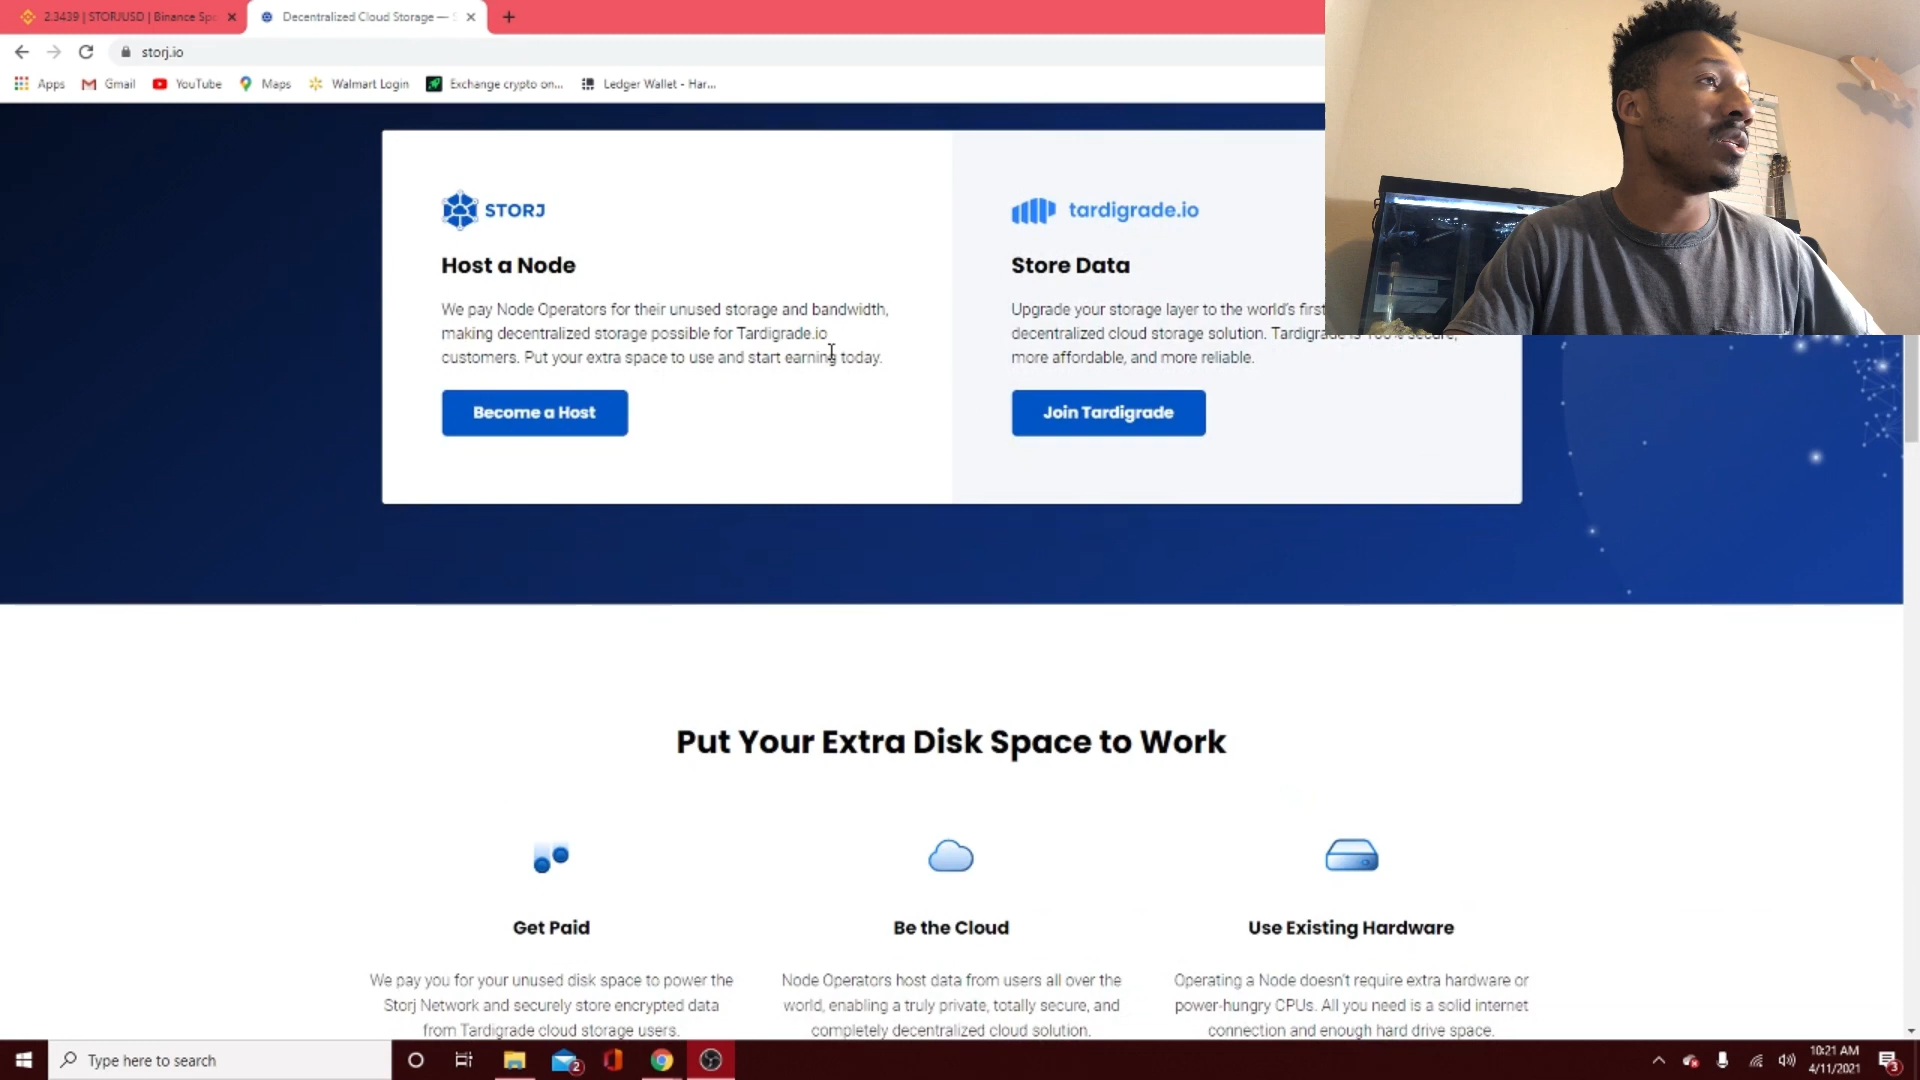 2.3439 | STORJUSD | Binance Sp
Decentralized Cloud Storage —
storj.io
Apps
Gmail
YouTube
Maps
Walmart Login
Exchange crypto on...
Ledger Wallet - Har...
STORJ
Host a Node
We pay Node Operators for their unused storage and bandwidth,
making decentralized storage possible for Tardigrade.io
customers. Put your extra space to use and start earning today.
Become a Host
tardigrade.io
Store Data
Upgrade your storage layer to the world's first
decentralized cloud storage solution. Tardigrade is 100% secure,
more affordable, and more reliable.
Join Tardigrade
Put Your Extra Disk Space to Work
Get Paid
We pay you for your unused disk space to power the
Storj Network and securely store encrypted data
from Tardigrade cloud storage users.
Be the Cloud
Node Operators host data from users all over the
world, enabling a truly private, totally secure, and
completely decentralized cloud solution.
Use Existing Hardware
Operating a Node doesn't require extra hardware or
power-hungry CPUs. All you need is a solid internet
connection and enough hard drive space.
Type here to search
2
10:21 AM
4/11/2021
3